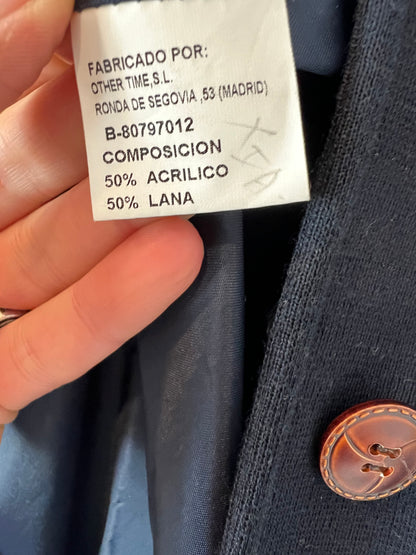 FABRICADO POR:
OTHER TIME,S.L.
RONDA DE SEGOVIA ,53 (MADRID)
B-80797012
COMPOSICION
50% ACRILICO
50% LANA